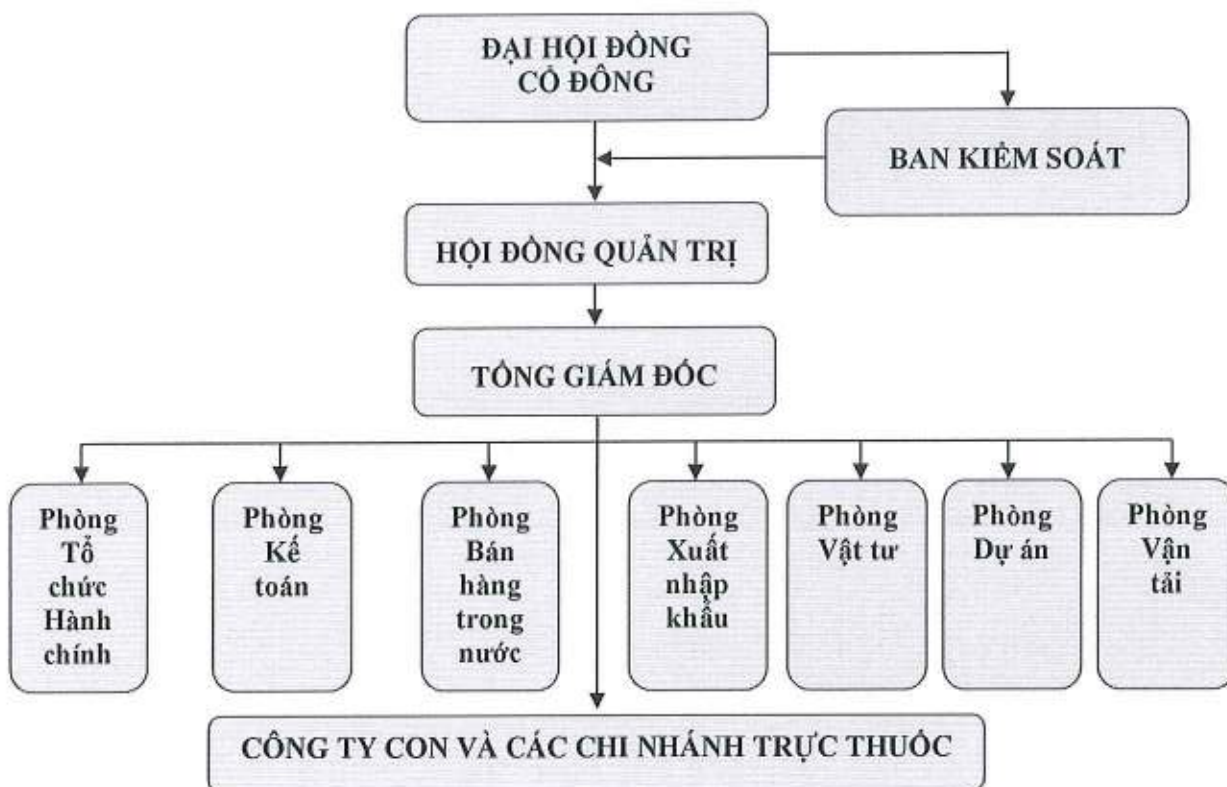 ĐẠI HỘI ĐỒNG
CỔ ĐÔNG
BAN KIỂM SOÁT
HỘI ĐỒNG QUẢN TRỊ
TỔNG GIÁM ĐỐC
Phòng
Tổ
chức
Hành
chính
Phòng
Kế
toán
Phòng
Bán
hàng
trong
nước
Phòng
Xuất
nhập
khẩu
Phòng
Vật tư
Phòng
Dự án
Phòng
Vận
tải
CÔNG TY CON VÀ CÁC CHI NHÁNH TRỰC THUỘC